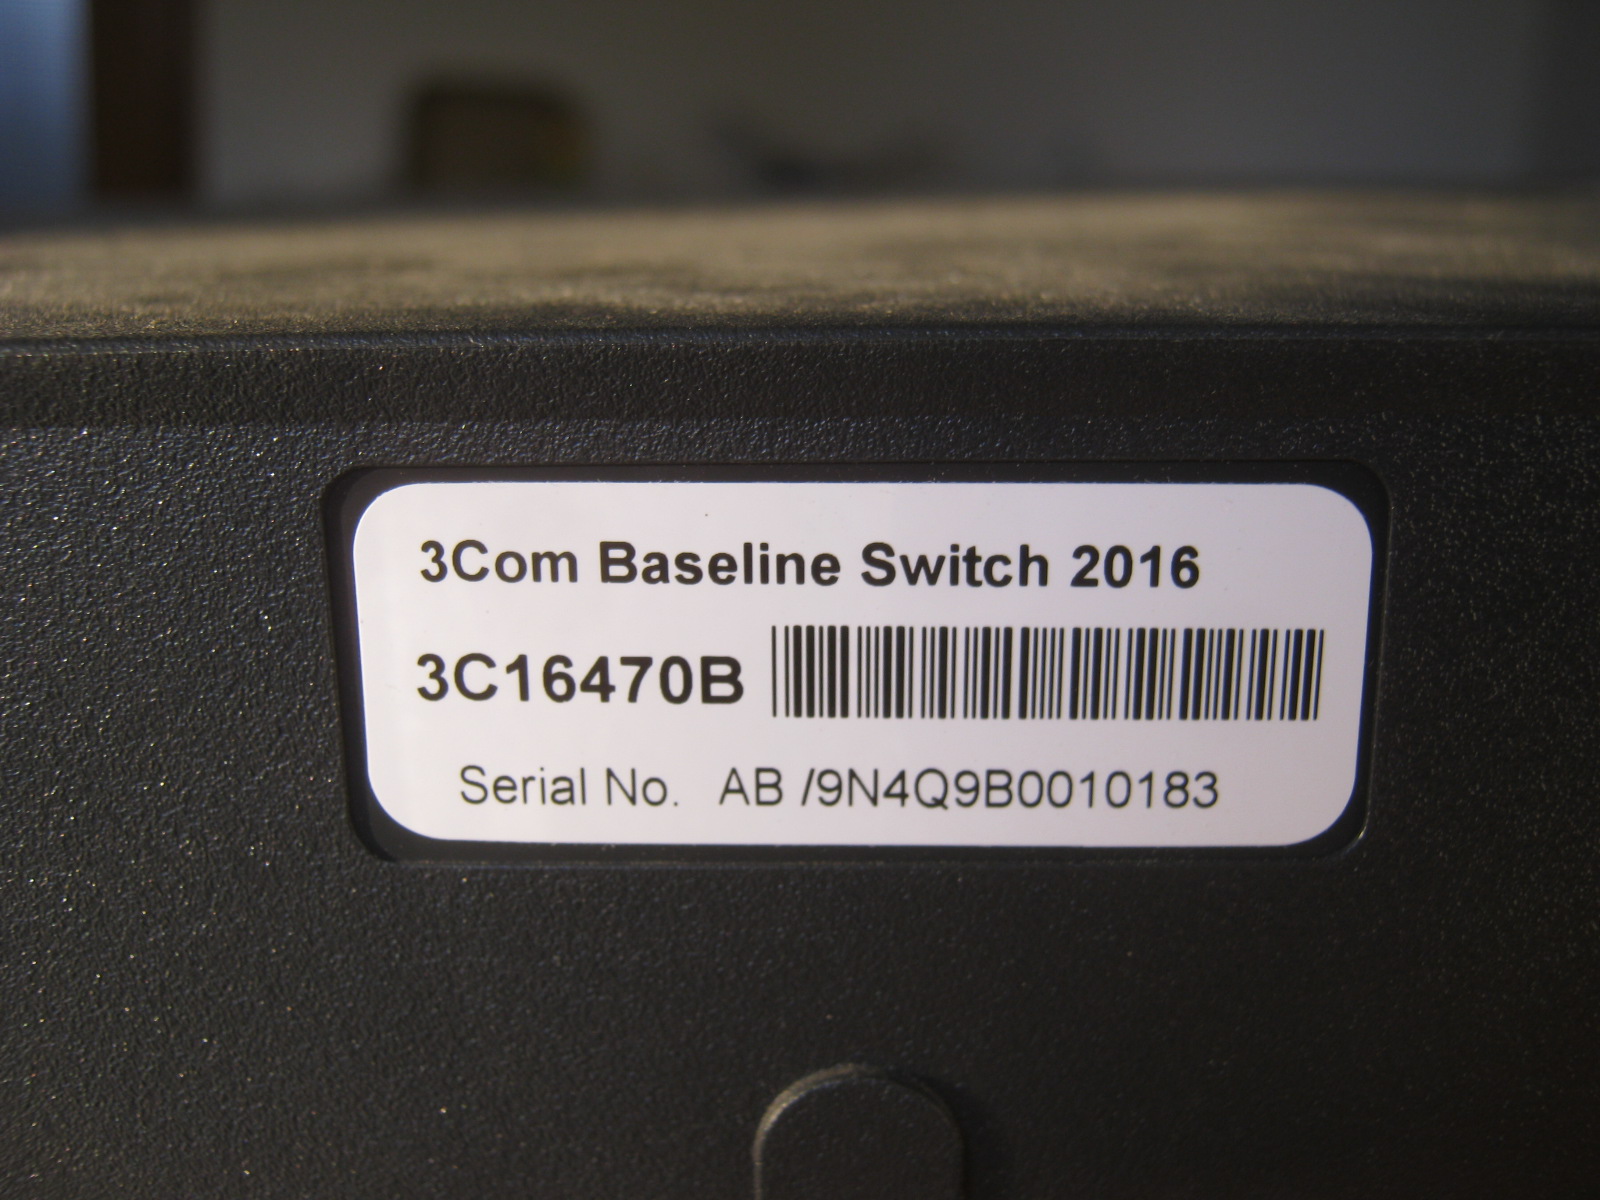 3Com Baseline Switch 2016
3C16470B
Serial No. AB /9N4Q9B0010183